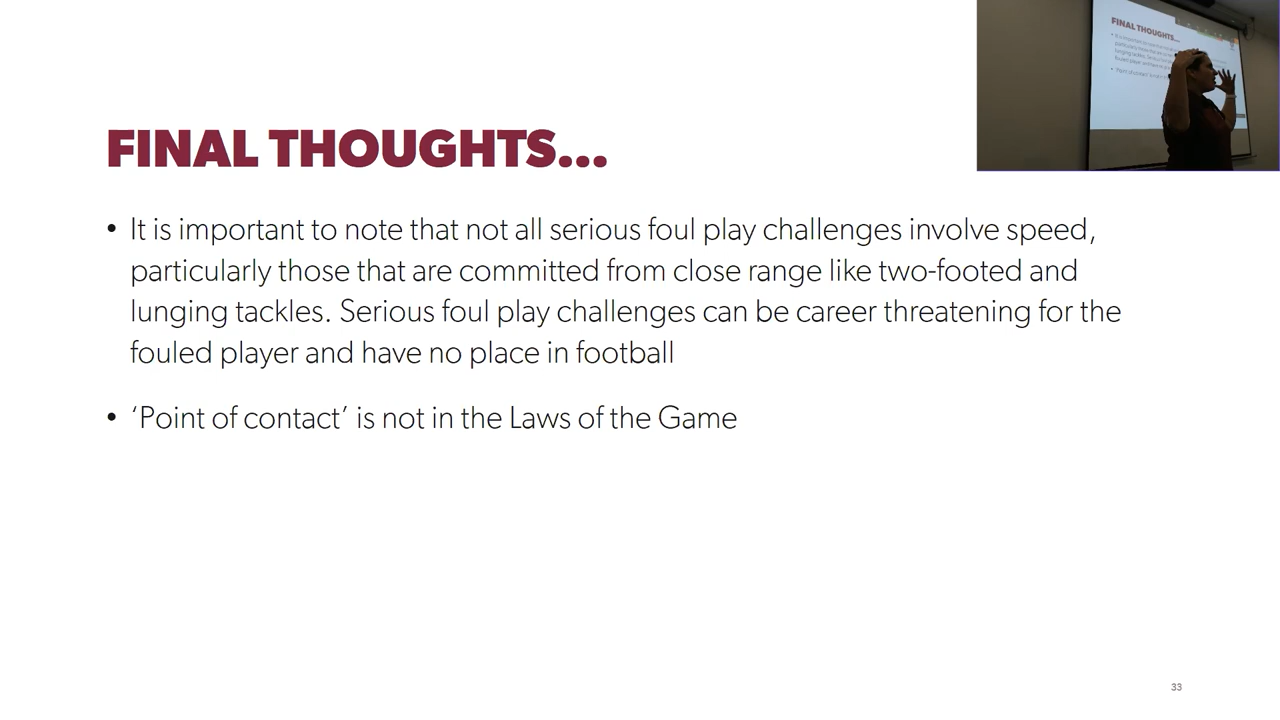 FINAL THOUGHTS...
FINAL THOUGHTS...
• It is important to note that not all serious foul play challenges involve speed,
particularly those that are committed from close range like two-footed and
lunging tackles. Serious foul play challenges can be career threatening for the
fouled player and have no place in football
• ‘Point of contact’ is not in the Laws of the Game
33